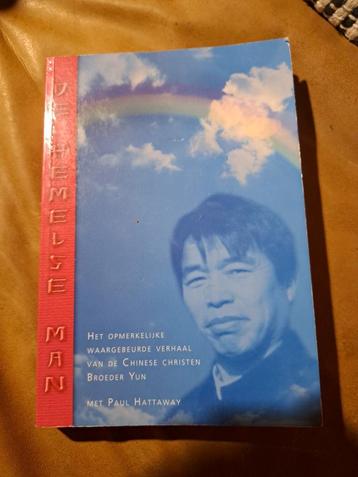 DE HEMELSE MAN
HET OPMERKELIJKE
WAARGEBEURDE VERHAAL
VAN DE CHINESE CHRISTEN
BROEDER YUN
MET PAUL HATTAWAY